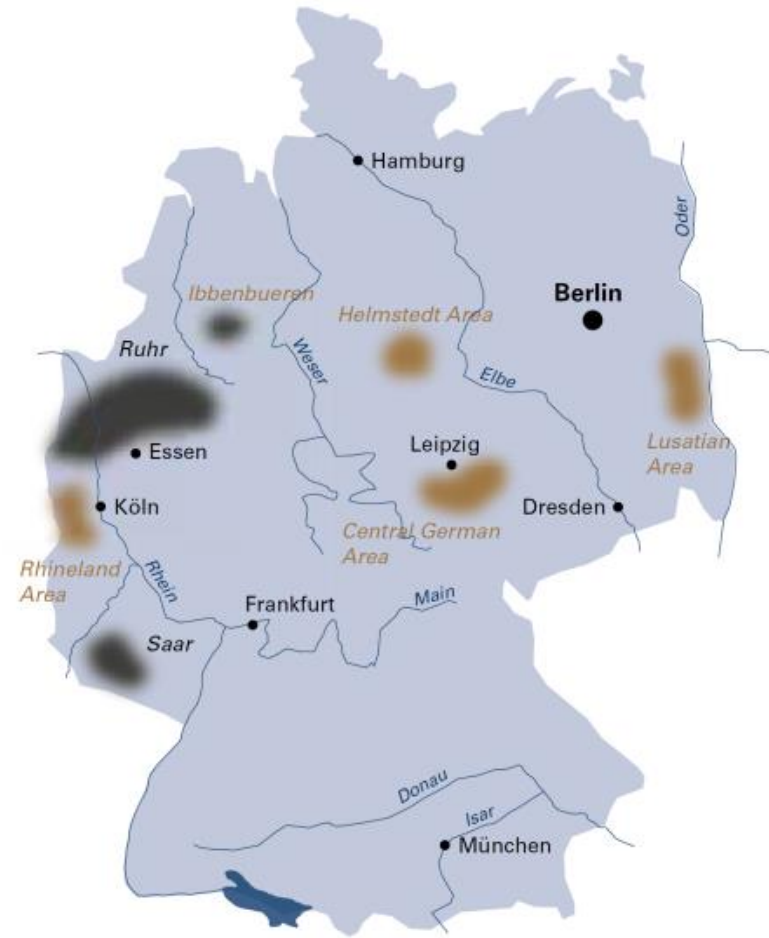 Hamburg
Oder
Ibbenbueren
Berlin
Helmstedt Area
Ruhr
Weser
Elbe
Essen
Leipzig
Lusatian
Area
Köln
Dresden
Central German
Area
Rhineland
Area
Rhein
Frankfurt
Main
Saar
Donau
Isar
München